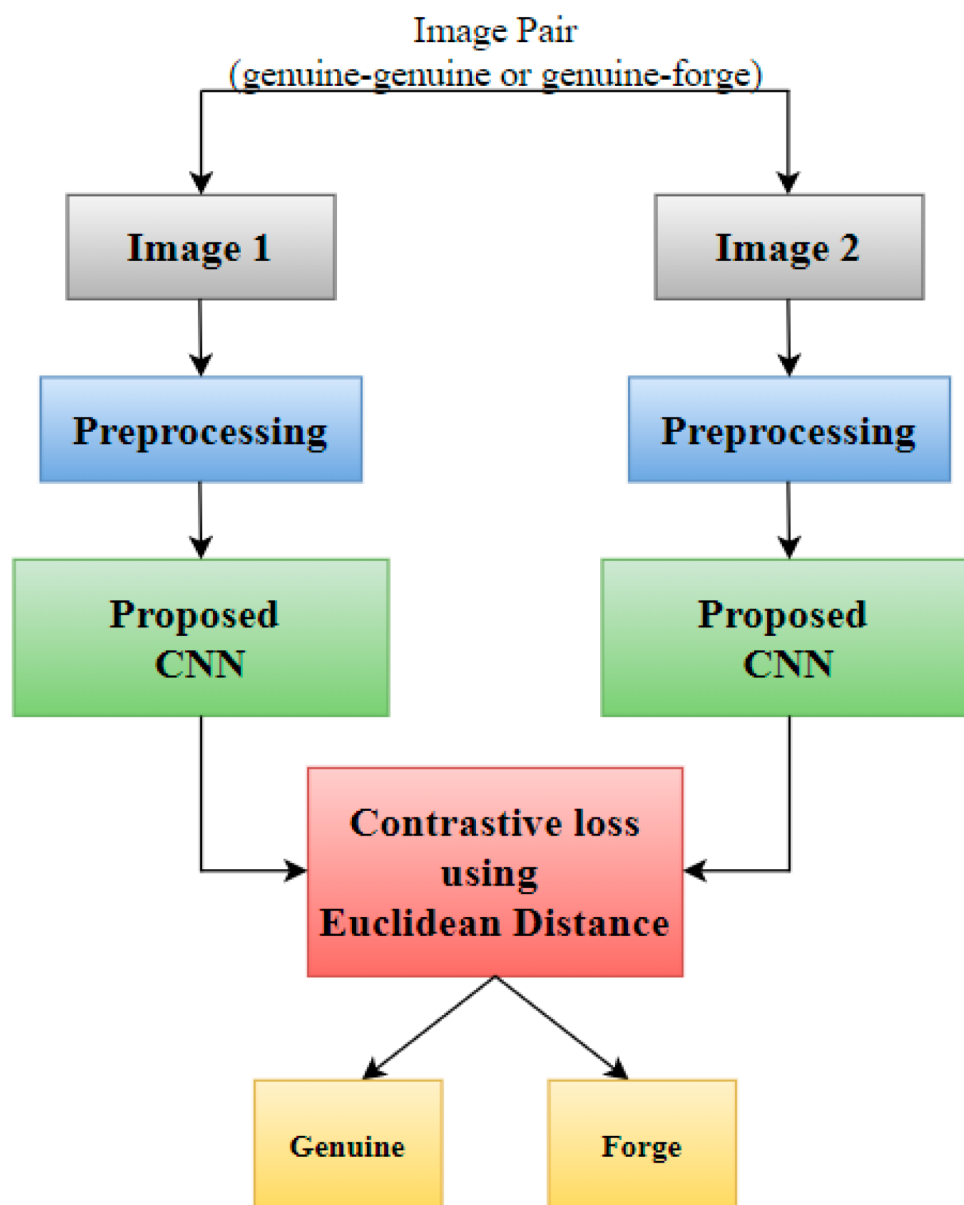 Image Pair
(genuine-genuine or genuine-forge)
Image 1
Image 2
Preprocessing
Preprocessing
Proposed
CNN
Proposed
CNN
Contrastive loss
using
Euclidean Distance
Genuine
Forge